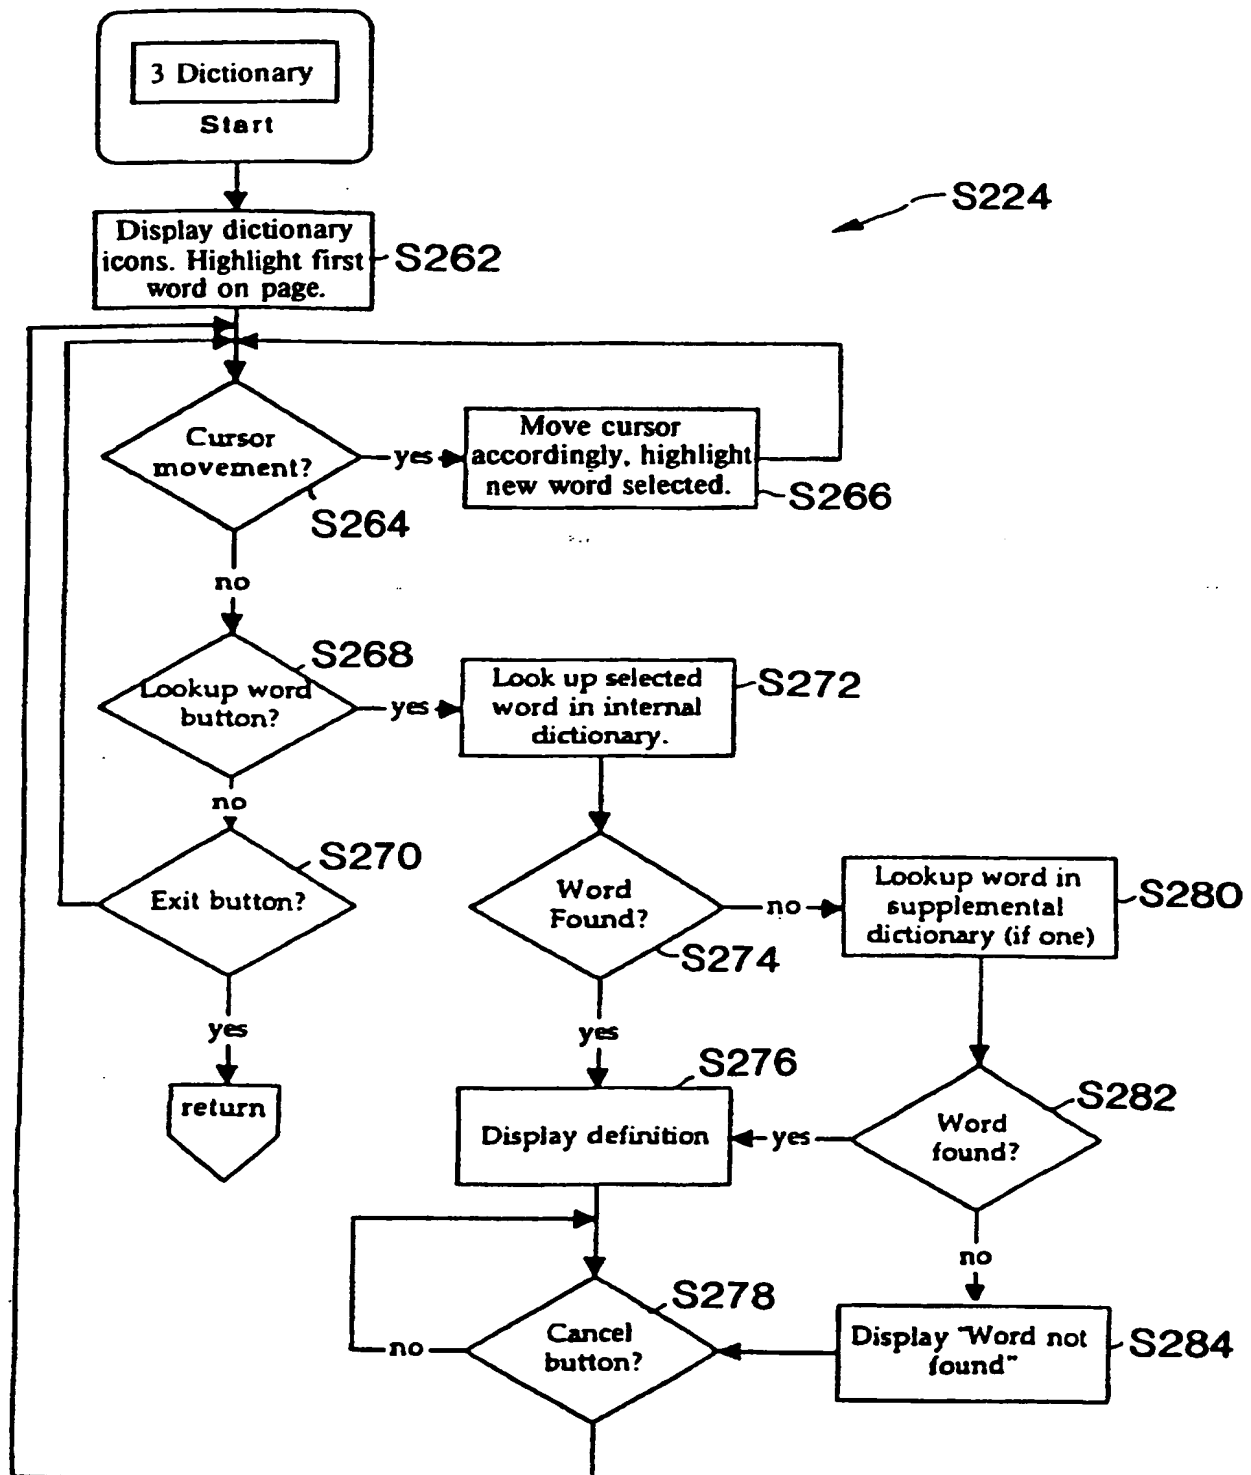 3 Dictionary
Start
S224
Display dictionary
icons. Highlight first
word on page.
S262
Cursor
movement?
S264
yes
Move cursor
accordingly, highlight
new word selected.
S266
no
Lookup word
button?
S268
yes
Look up selected
word in internal
dictionary.
S272
no
Exit button?
S270
yes
return
Word
Found?
S274
no
Lookup word in
supplemental
dictionary (if one)
S280
yes
Display definition
S276
yes
Word
found?
S282
no
Display "Word not
found"
S284
Cancel
button?
S278
no